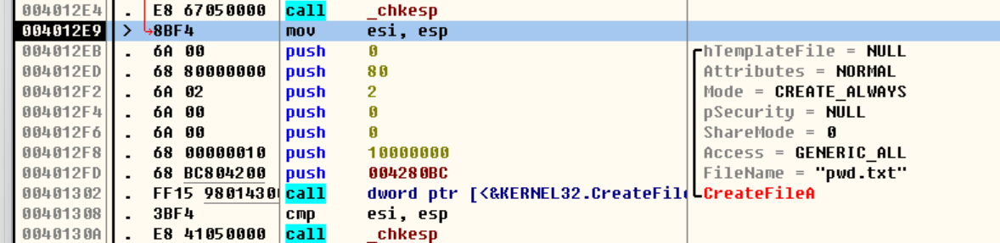 004012E4 . E8 67050000 call _chkesp
004012E9 > 8BF4 mov esi, esp
004012EB . 6A 00 push 0 hTemplateFile = NULL
004012ED . 68 80000000 push 80 Attributes = NORMAL
004012F2 . 6A 02 push 2 Mode = CREATE_ALWAYS
004012F4 . 6A 00 push 0 pSecurity = NULL
004012F6 . 6A 00 push 0 ShareMode = 0
004012F8 . 68 00000010 push 10000000 Access = GENERIC_ALL
004012FD . 68 BC804200 push 004280BC FileName = "pwd.txt"
00401302 . FF15 98014300 call dword ptr [<&KERNEL32.CreateFile CreateFileA
00401308 . 3BF4 cmp esi, esp
0040130A . E8 41050000 call _chkesp